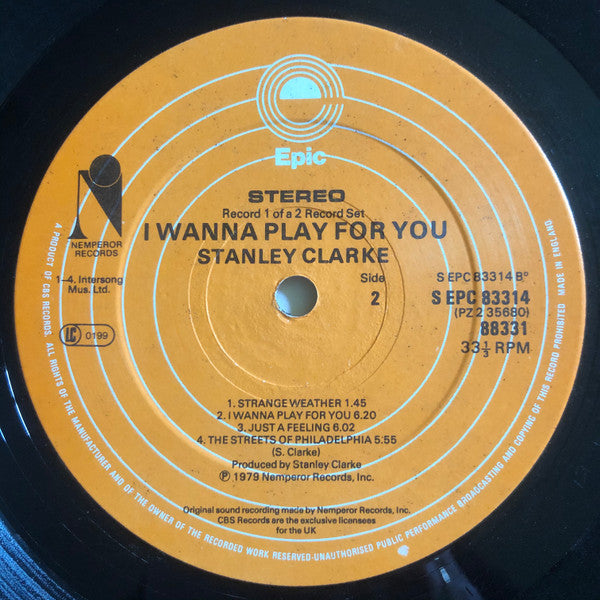 Epic
STEREO
Record 1 of a 2 Record Set
I WANNA PLAY FOR YOU
STANLEY CLARKE
NEMPEROR
RECORDS
1–4, Intersong
Mus. Ltd.
LC 0199
Side
2
S EPC 83314 B°
S EPC 83314
(PZ 2 35680)
88331
33⅓ RPM
1. STRANGE WEATHER 1.45
2. I WANNA PLAY FOR YOU 6.20
3. JUST A FEELING 6.02
4. THE STREETS OF PHILADELPHIA 5.55
(S. Clarke)
Produced by Stanley Clarke
℗ 1979 Nemperor Records, Inc.
Original sound recording made by Nemperor Records, Inc.
CBS Records are the exclusive licensees
for the UK
A PRODUCT OF CBS RECORDS. ALL RIGHTS OF THE MANUFACTURER AND OF THE OWNER OF THE RECORDED WORK RESERVED-UNAUTHORISED PUBLIC PERFORMANCE BROADCASTING AND COPYING OF THIS RECORD PROHIBITED. MADE IN ENGLAND.